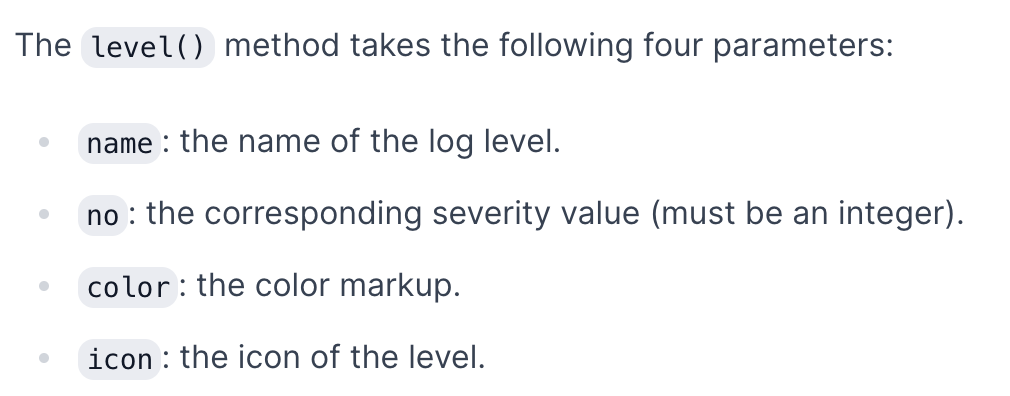 The level() method takes the following four parameters:
name: the name of the log level.
no: the corresponding severity value (must be an integer).
color: the color markup.
icon: the icon of the level.